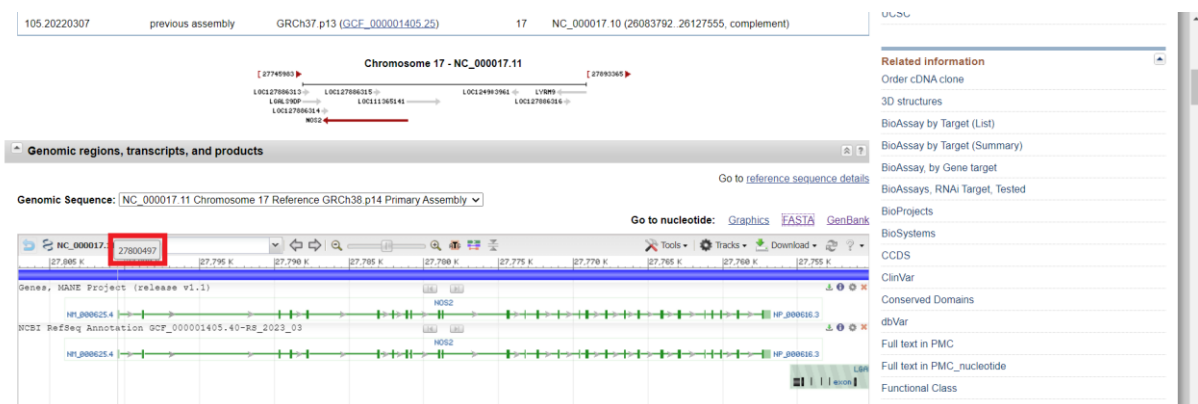 105.20220307 previous assembly GRCh37.p13 (GCF_000001405.25) 17 NC_000017.10 (26083792..26127555, complement)
UCSC
Chromosome 17 - NC_000017.11
[ 27745983 [ 27893365
LOC127886313 LOC127886315 LOC124903961 LYRM9
LGALS9DP LOC111365141 LOC127886316
LOC127886314
NOS2
Related information
Order cDNA clone
3D structures
BioAssay by Target (List)
BioAssay by Target (Summary)
BioAssay, by Gene target
BioAssays, RNAi Target, Tested
BioProjects
BioSystems
CCDS
ClinVar
Conserved Domains
dbVar
Full text in PMC
Full text in PMC_nucleotide
Functional Class
Genomic regions, transcripts, and products
Go to reference sequence details
Genomic Sequence: NC_000017.11 Chromosome 17 Reference GRCh38.p14 Primary Assembly
Go to nucleotide: Graphics FASTA GenBank
NC_000017. Tools Tracks Download ?
27800497
27,805 K 27,795 K 27,790 K 27,785 K 27,780 K 27,775 K 27,770 K 27,765 K 27,760 K 27,755 K
Genes, MANE Project (release v1.1)
NOS2
NM_000625.4 NP_000616.3
NCBI RefSeq Annotation GCF_000001405.40-RS_2023_03
NOS2
NM_000625.4 NP_000616.3
exon